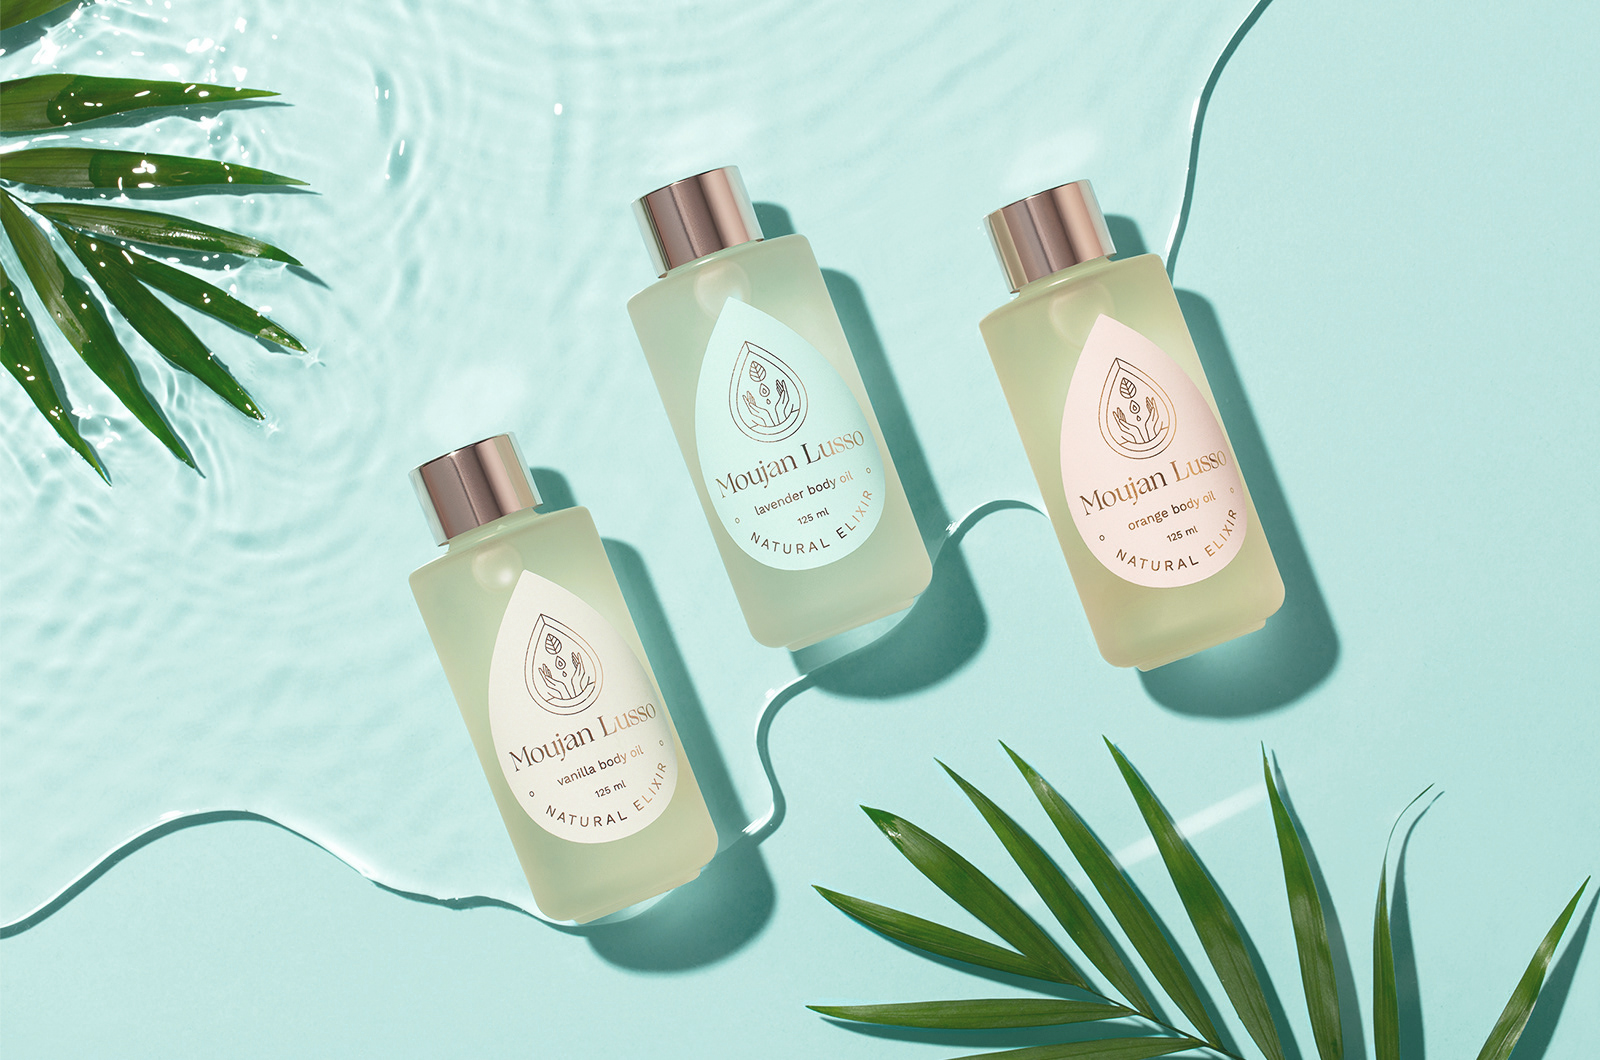 Moujan Lusso
vanilla body oil
125 ml
NATURAL ELIXIR
Moujan Lusso
lavender body oil
125 ml
NATURAL ELIXIR
Moujan Lusso
orange body oil
125 ml
NATURAL ELIXIR